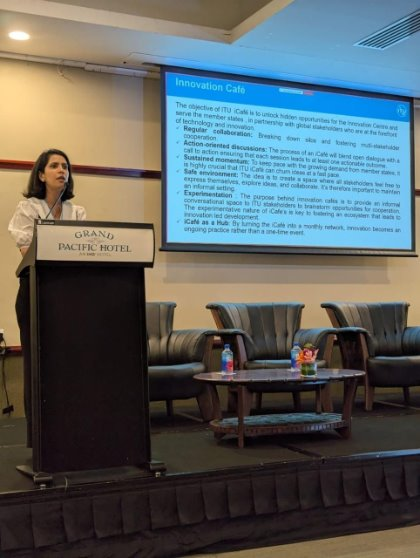 Innovation Café
The objective of ITU iCafé is to unlock hidden opportunities for the Innovation Centre and
serve the member states , in partnership with global stakeholders who are at the forefront
of technology and innovation.
✓ Regular collaboration: Breaking down silos and fostering multi-stakeholder
cooperation.
✓ Action-oriented discussions: The process of an iCafé will blend open dialogue with a
call to action ensuring that each session leads to at least one actionable outcome.
✓ Sustained momentum: To keep pace with the growing demand from member states, it
is highly crucial that ITU iCafé can churn ideas at a fast pace.
✓ Safe environment: The idea is to create a space where all stakeholders feel free to
express themselves, explore ideas, and collaborate. It's therefore important to maintain
an informal setting.
✓ Experimentation : The purpose behind innovation cafés is to provide an informal
conversational space to ITU stakeholders to brainstorm opportunities for cooperation.
The experimentative nature of iCafe's is key to fostering an ecosystem that leads to
innovation led development.
✓ iCafé as a Hub: By turning the iCafé into a monthly network, innovation becomes an
ongoing practice rather than a one-time event.
GRAND
PACIFIC HOTEL